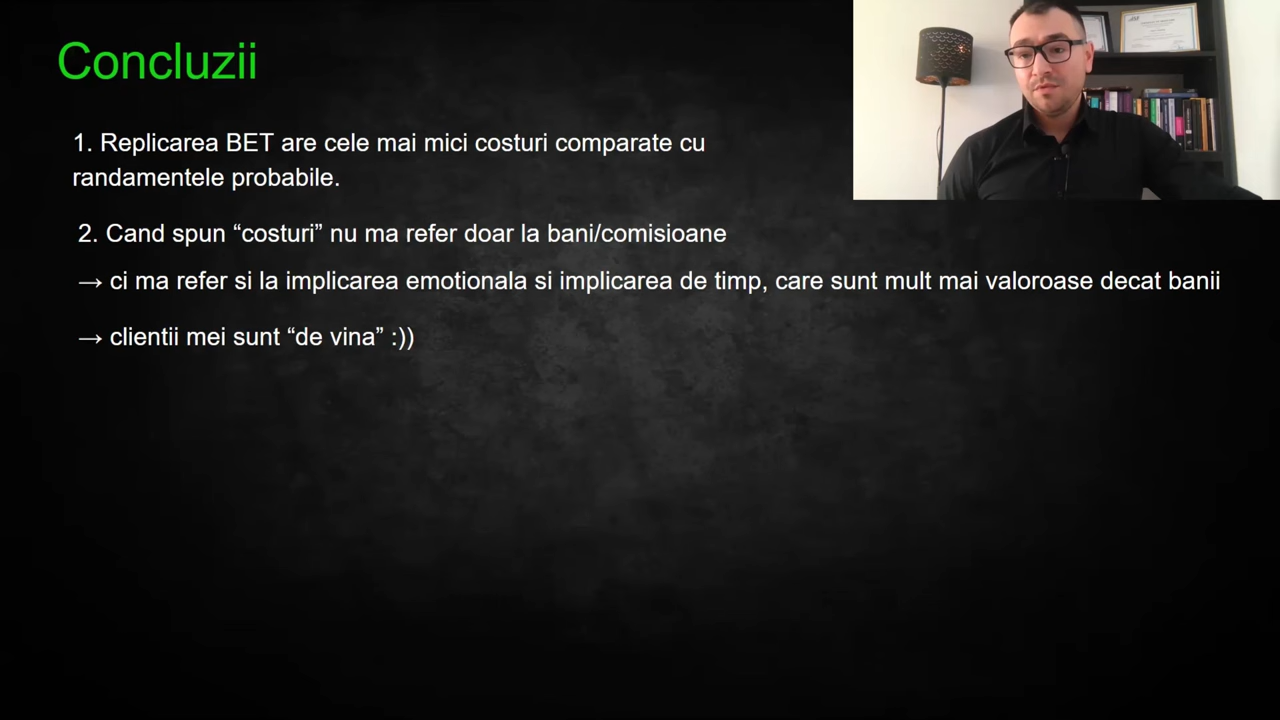 Concluzii
1. Replicarea BET are cele mai mici costuri comparate cu
randamentele probabile.
2. Cand spun “costuri” nu ma refer doar la bani/comisioane
→ ci ma refer si la implicarea emotionala si implicarea de timp, care sunt mult mai valoroase decat banii
→ clientii mei sunt “de vina” :))